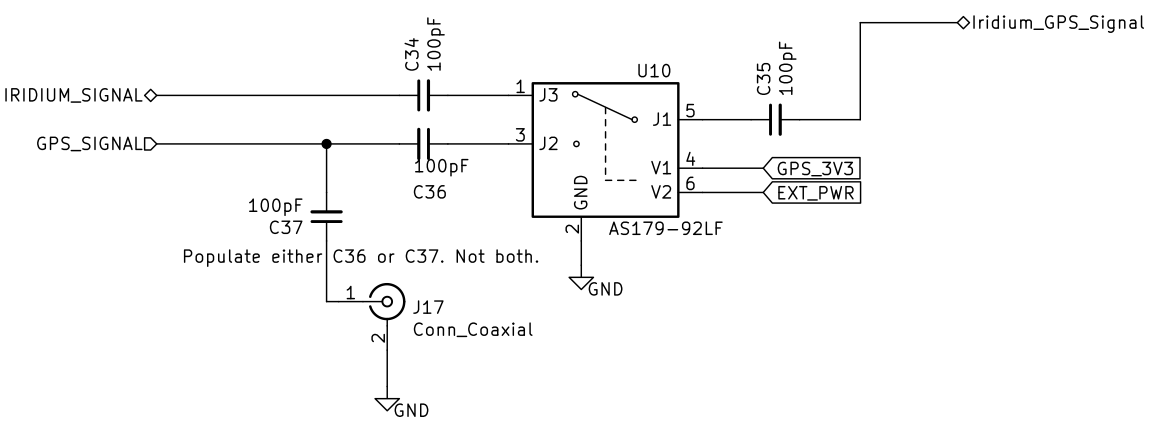 Iridium_GPS_Signal
C34
100pF
C35
100pF
U10
IRIDIUM_SIGNAL
1
J3
J1
5
GPS_SIGNAL
3
J2
100pF
C36
V1
4
GPS_3V3
V2
6
EXT_PWR
GND
2
AS179-92LF
100pF
C37
Populate either C36 or C37. Not both.
GND
1
J17
Conn_Coaxial
2
GND